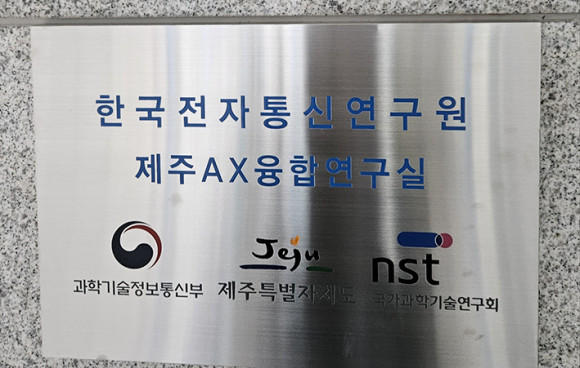 한국전자통신연구원
제주AX융합연구실
Jeju
nst
과학기술정보통신부 제주특별자치도 국가과학기술연구회